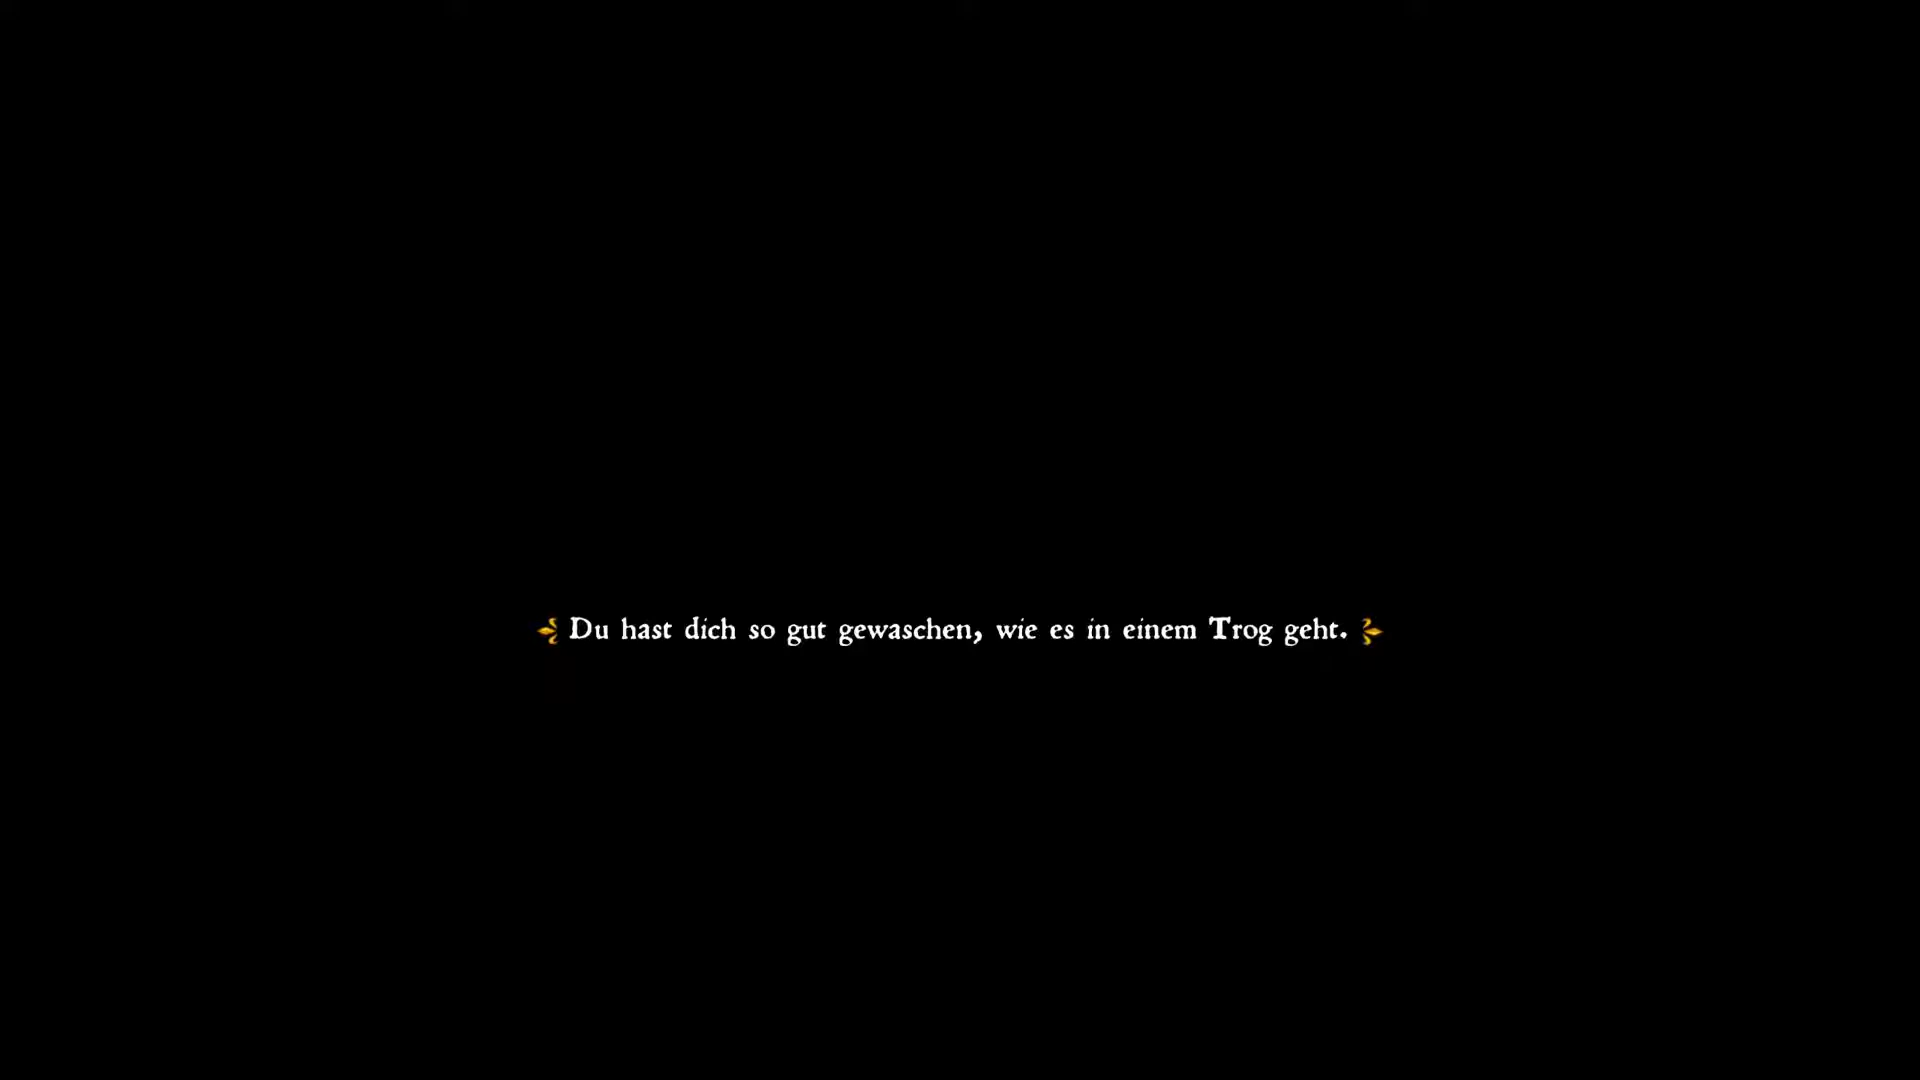 Du hast dich so gut gewaschen, wie es in einem Trog geht.